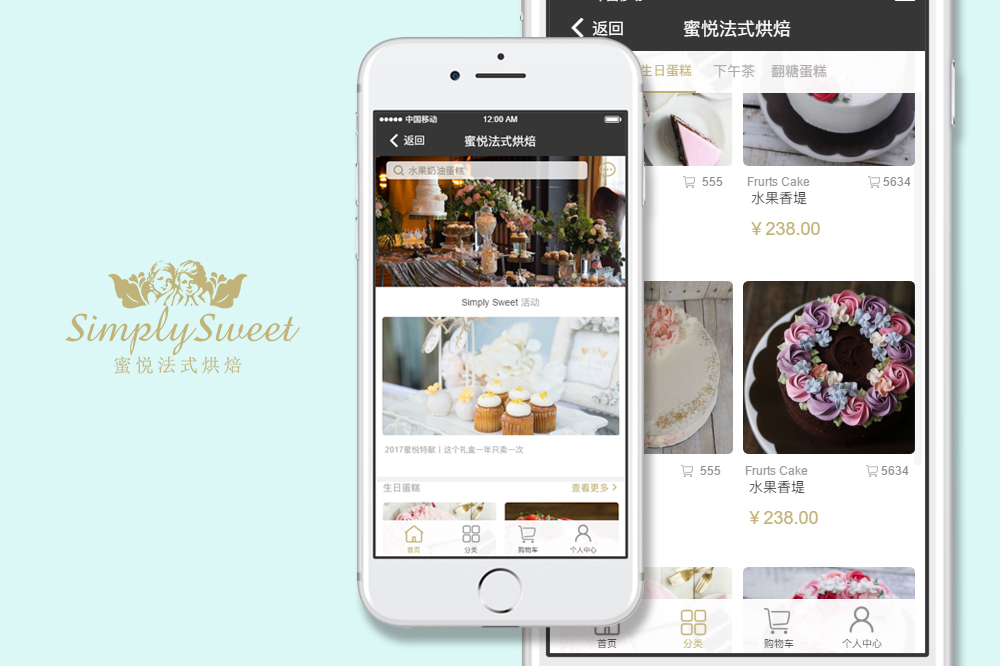 SimplySweet
蜜悦法式烘焙
中国移动
12:00 AM
返回
蜜悦法式烘焙
水果奶油蛋糕
Simply Sweet 活动
2017蜜悦特献丨这个礼盒一年只卖一次
生日蛋糕
查看更多
首页
分类
购物车
个人中心
返回
蜜悦法式烘焙
生日蛋糕
下午茶
翻糖蛋糕
555
Frurts Cake
5634
水果香堤
¥238.00
555
Frurts Cake
5634
水果香堤
¥238.00
首页
分类
购物车
个人中心